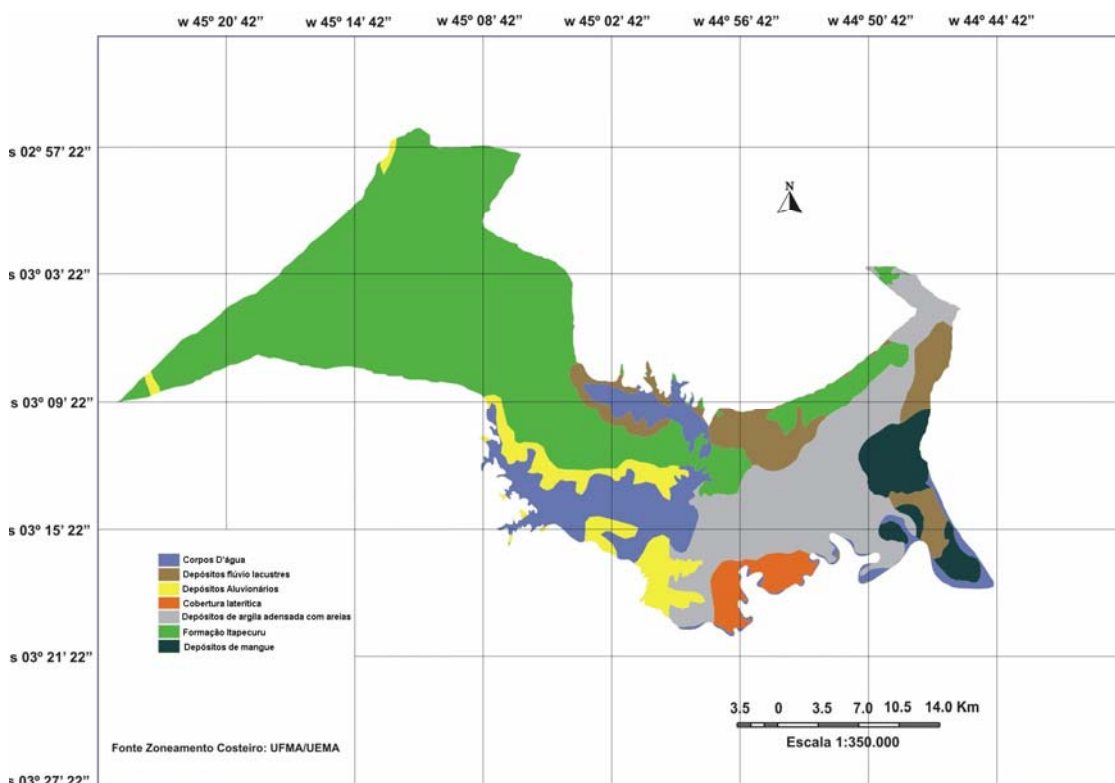 w 45º 20' 42" w 45º 14' 42" w 45º 08' 42" w 45º 02' 42" w 44º 56' 42" w 44º 50' 42" w 44º 44' 42"
s 02º 57' 22"
N
s 03º 03' 22"
s 03º 09' 22"
s 03º 15' 22"
Corpos D'água
Depósitos flúvio lacustres
Depósitos Aluvionários
Cobertura laterítica
Depósitos de argila adensada com areias
Formação Itapecuru
Depósitos de mangue
s 03º 21' 22"
3.5 0 3.5 7.0 10.5 14.0 Km
Escala 1:350.000
Fonte Zoneamento Costeiro: UFMA/UEMA
s 03º 27' 22"